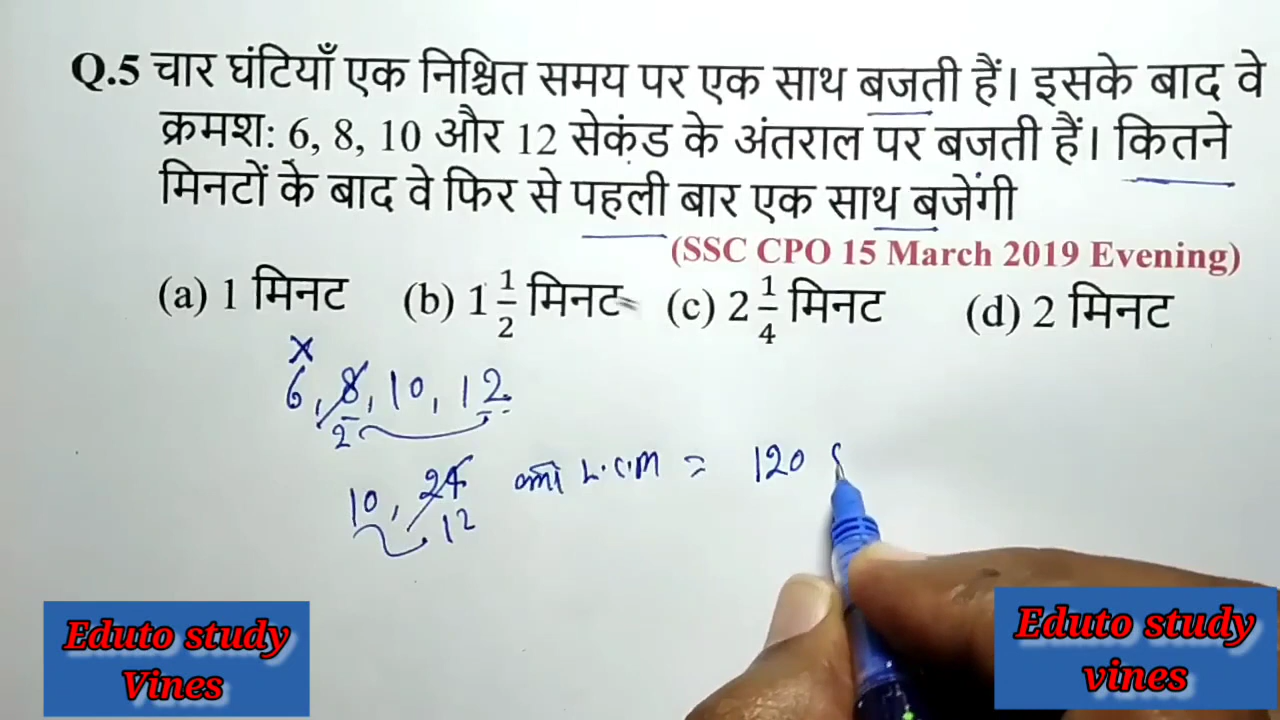 Q.5 चार घंटियाँ एक निश्चित समय पर एक साथ बजती हैं। इसके बाद वे
क्रमश: 6, 8, 10 और 12 सेकंड के अंतराल पर बजती हैं। कितने
मिनटों के बाद वे फिर से पहली बार एक साथ बजेंगी
(SSC CPO 15 March 2019 Evening)
(a) 1 मिनट (b) 1 1/2 मिनट (c) 2 1/4 मिनट (d) 2 मिनट
x
6, 8, 10, 12
2
10, 24 का L.C.M = 120 s
12
Eduto study
Vines
Eduto study
vines